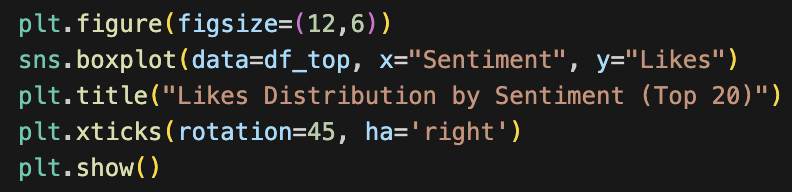 plt.figure(figsize=(12,6))
sns.boxplot(data=df_top, x="Sentiment", y="Likes")
plt.title("Likes Distribution by Sentiment (Top 20)")
plt.xticks(rotation=45, ha='right')
plt.show()